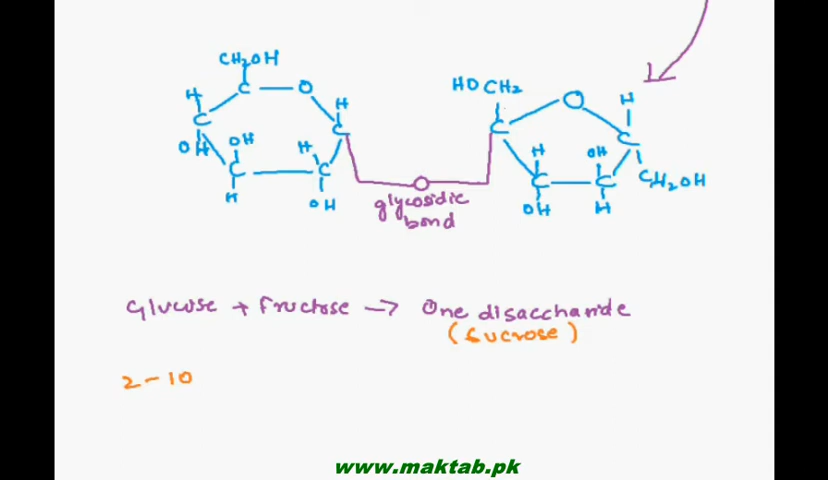 CH₂OH
HOCH₂
C
O
H
C
O
H
C
OH
OH
C
H
H
C
OH
C
H
C
OH
OH
C
H
C
CH₂OH
glycosidic
bond
Glucose + Fructose → One disaccharide
(Sucrose)
2 - 10
www.maktab.pk